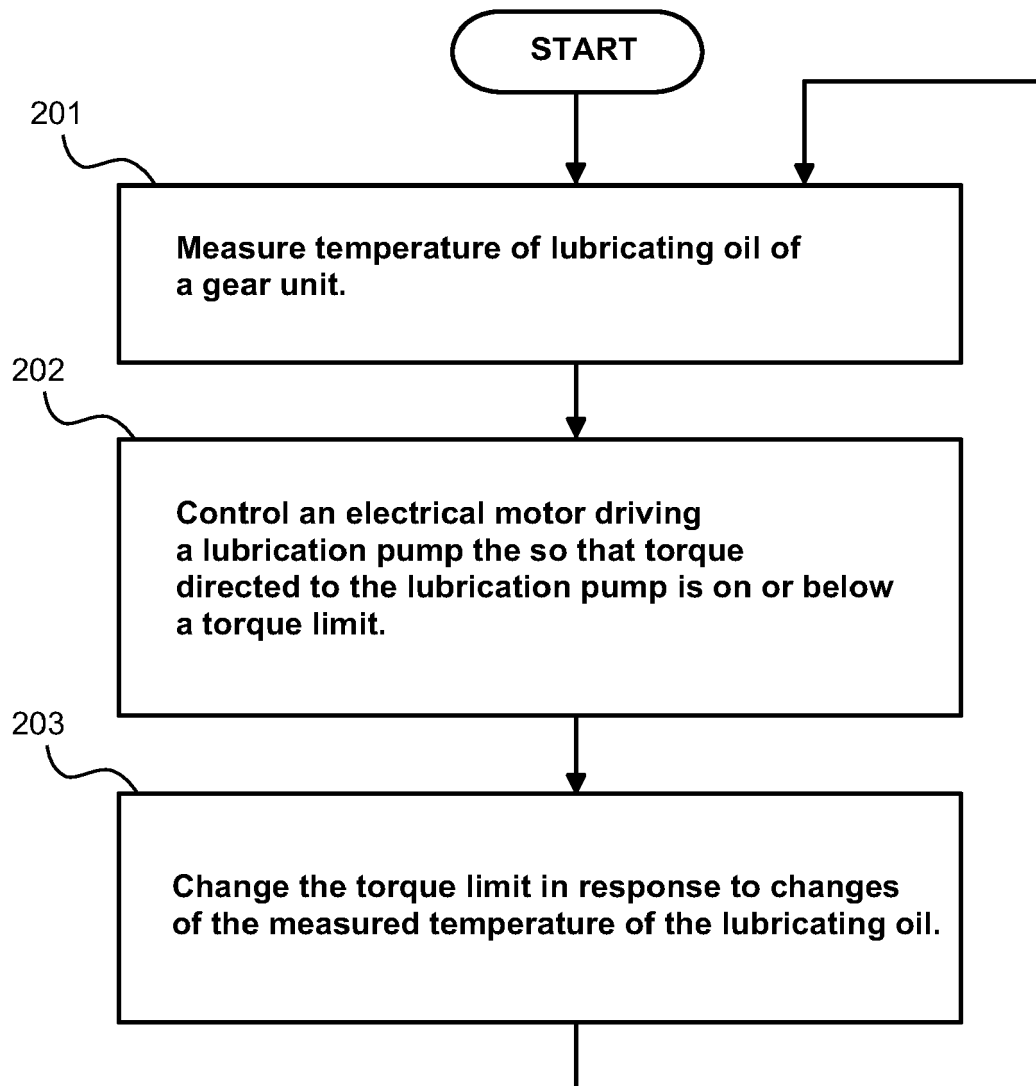 START
201
Measure temperature of lubricating oil of
a gear unit.
202
Control an electrical motor driving
a lubrication pump the so that torque
directed to the lubrication pump is on or below
a torque limit.
203
Change the torque limit in response to changes
of the measured temperature of the lubricating oil.